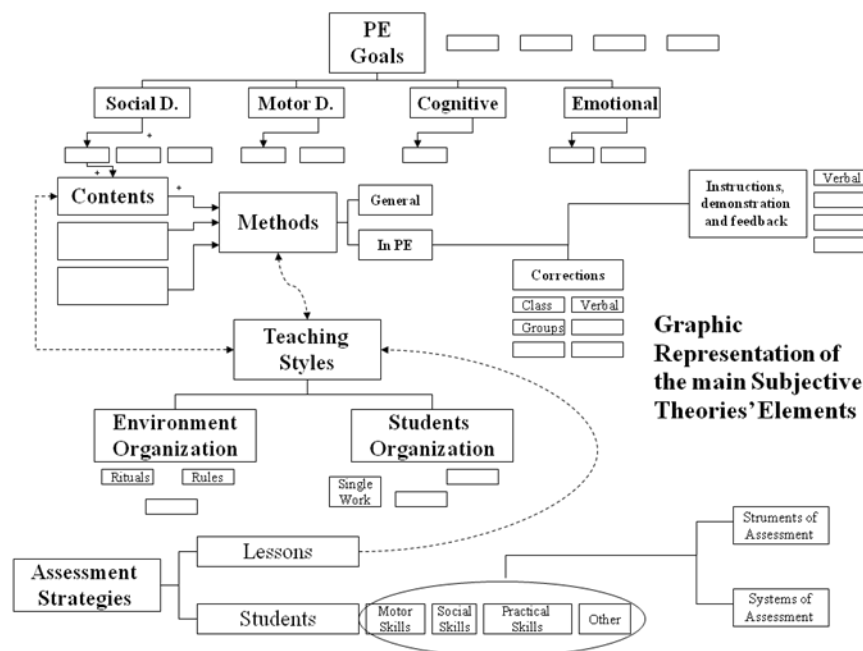 PE
Goals
Social D.
Motor D.
Cognitive
Emotional
+
+
Contents
+
Methods
General
In PE
Instructions,
demonstration
and feedback
Verbal
Corrections
Class
Verbal
Groups
Teaching
Styles
Graphic
Representation of
the main Subjective
Theories' Elements
Environment
Organization
Students
Organization
Rituals
Rules
Single
Work
Assessment
Strategies
Lessons
Students
Motor
Skills
Social
Skills
Practical
Skills
Other
Struments of
Assessment
Systems of
Assessment